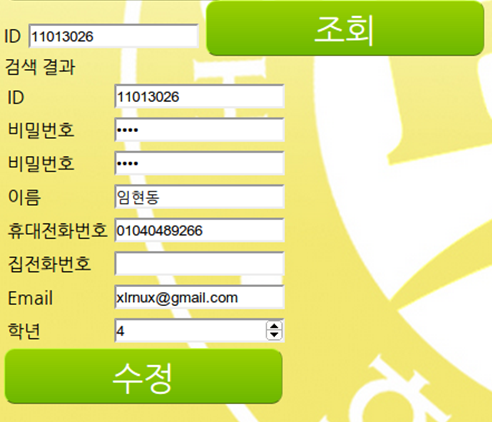 ID 11013026 조회
검색 결과
ID 11013026
비밀번호 ••••
비밀번호 ••••
이름 임현동
휴대전화번호 01040489266
집전화번호
Email xlrnux@gmail.com
학년 4
수정